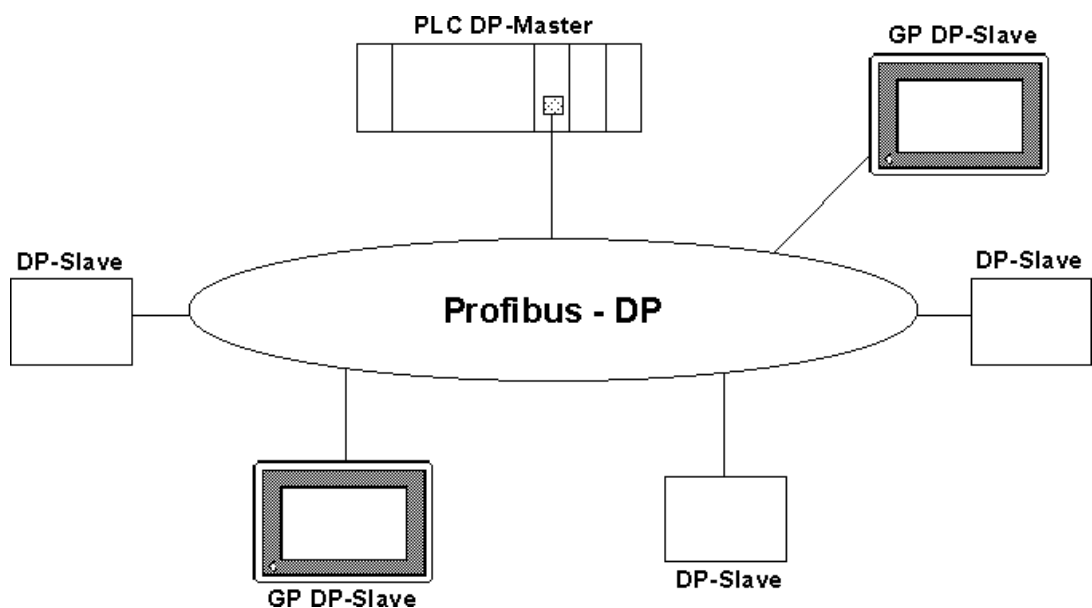 PLC DP-Master
GP DP-Slave
DP-Slave
DP-Slave
Profibus - DP
GP DP-Slave
DP-Slave